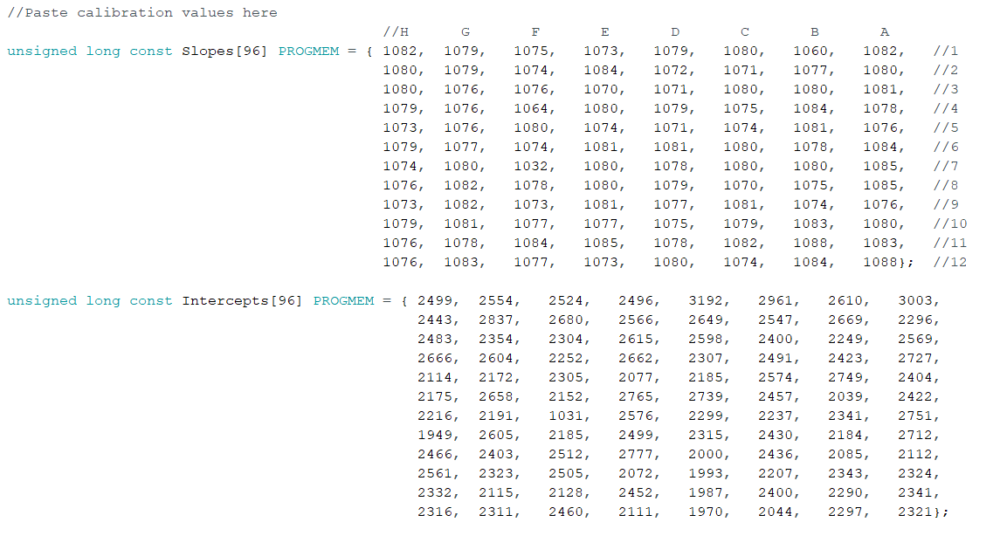 //Paste calibration values here
//H G F E D C B A
unsigned long const Slopes[96] PROGMEM = { 1082, 1079, 1075, 1073, 1079, 1080, 1060, 1082, //1
1080, 1079, 1074, 1084, 1072, 1071, 1077, 1080, //2
1080, 1076, 1076, 1070, 1071, 1080, 1080, 1081, //3
1079, 1076, 1064, 1080, 1079, 1075, 1084, 1078, //4
1073, 1076, 1080, 1074, 1071, 1074, 1081, 1076, //5
1079, 1077, 1074, 1081, 1081, 1080, 1078, 1084, //6
1074, 1080, 1032, 1080, 1078, 1080, 1080, 1085, //7
1076, 1082, 1078, 1080, 1079, 1070, 1075, 1085, //8
1073, 1082, 1073, 1081, 1077, 1081, 1074, 1076, //9
1079, 1081, 1077, 1077, 1075, 1079, 1083, 1080, //10
1076, 1078, 1084, 1085, 1078, 1082, 1088, 1083, //11
1076, 1083, 1077, 1073, 1080, 1074, 1084, 1088}; //12
unsigned long const Intercepts[96] PROGMEM = { 2499, 2554, 2524, 2496, 3192, 2961, 2610, 3003,
2443, 2837, 2680, 2566, 2649, 2547, 2669, 2296,
2483, 2354, 2304, 2615, 2598, 2400, 2249, 2569,
2666, 2604, 2252, 2662, 2307, 2491, 2423, 2727,
2114, 2172, 2305, 2077, 2185, 2574, 2749, 2404,
2175, 2658, 2152, 2765, 2739, 2457, 2039, 2422,
2216, 2191, 1031, 2576, 2299, 2237, 2341, 2751,
1949, 2605, 2185, 2499, 2315, 2430, 2184, 2712,
2466, 2403, 2512, 2777, 2000, 2436, 2085, 2112,
2561, 2323, 2505, 2072, 1993, 2207, 2343, 2324,
2332, 2115, 2128, 2452, 1987, 2400, 2290, 2341,
2316, 2311, 2460, 2111, 1970, 2044, 2297, 2321};